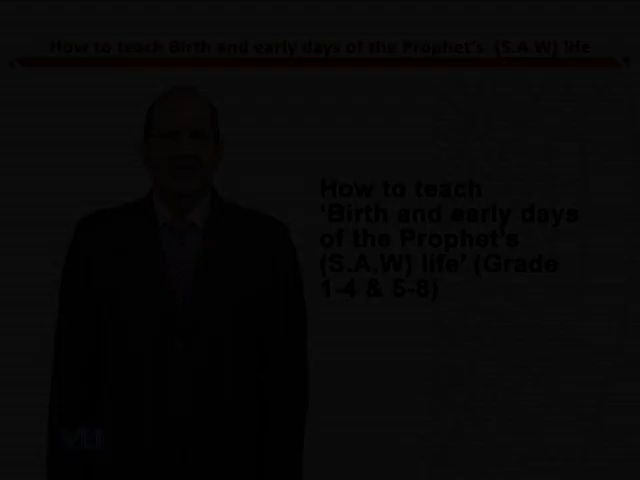 How to teach Birth and early days of the Prophet's (S.A.W) life
How to teach
‘Birth and early days
of the Prophet's
(S.A.W) life’ (Grade
1-4 & 5-8)
VU